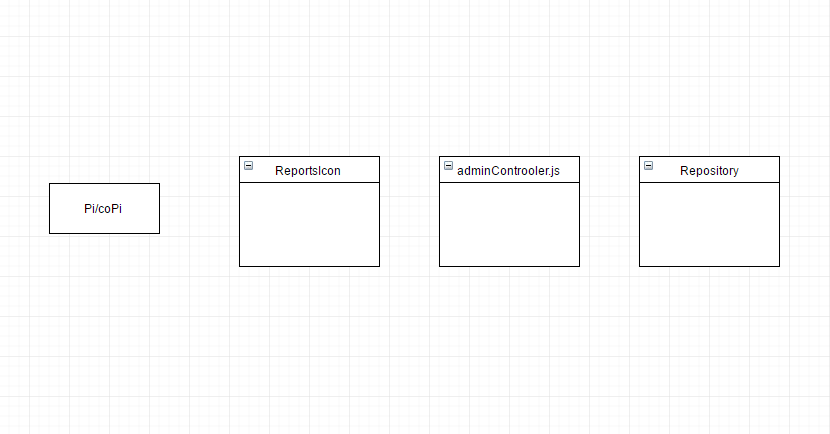 Pi/coPi
ReportsIcon
adminControoler.js
Repository